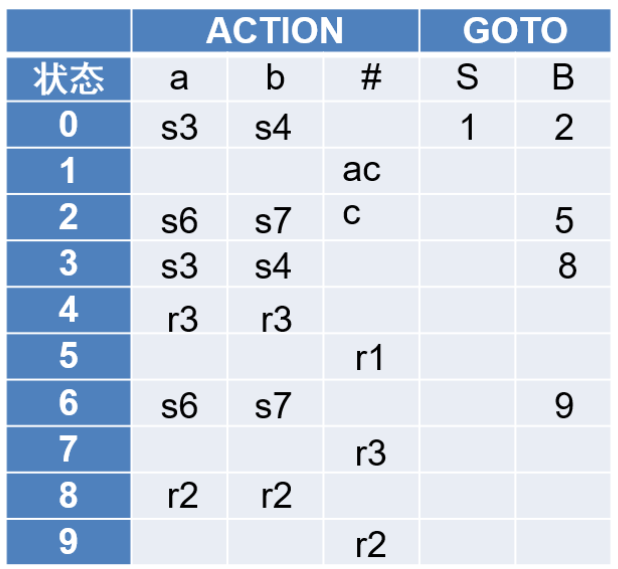 ACTION GOTO
状态 a b # S B
0 s3 s4 1 2
1 ac
2 s6 s7 c 5
3 s3 s4 8
4 r3 r3
5 r1
6 s6 s7 9
7 r3
8 r2 r2
9 r2